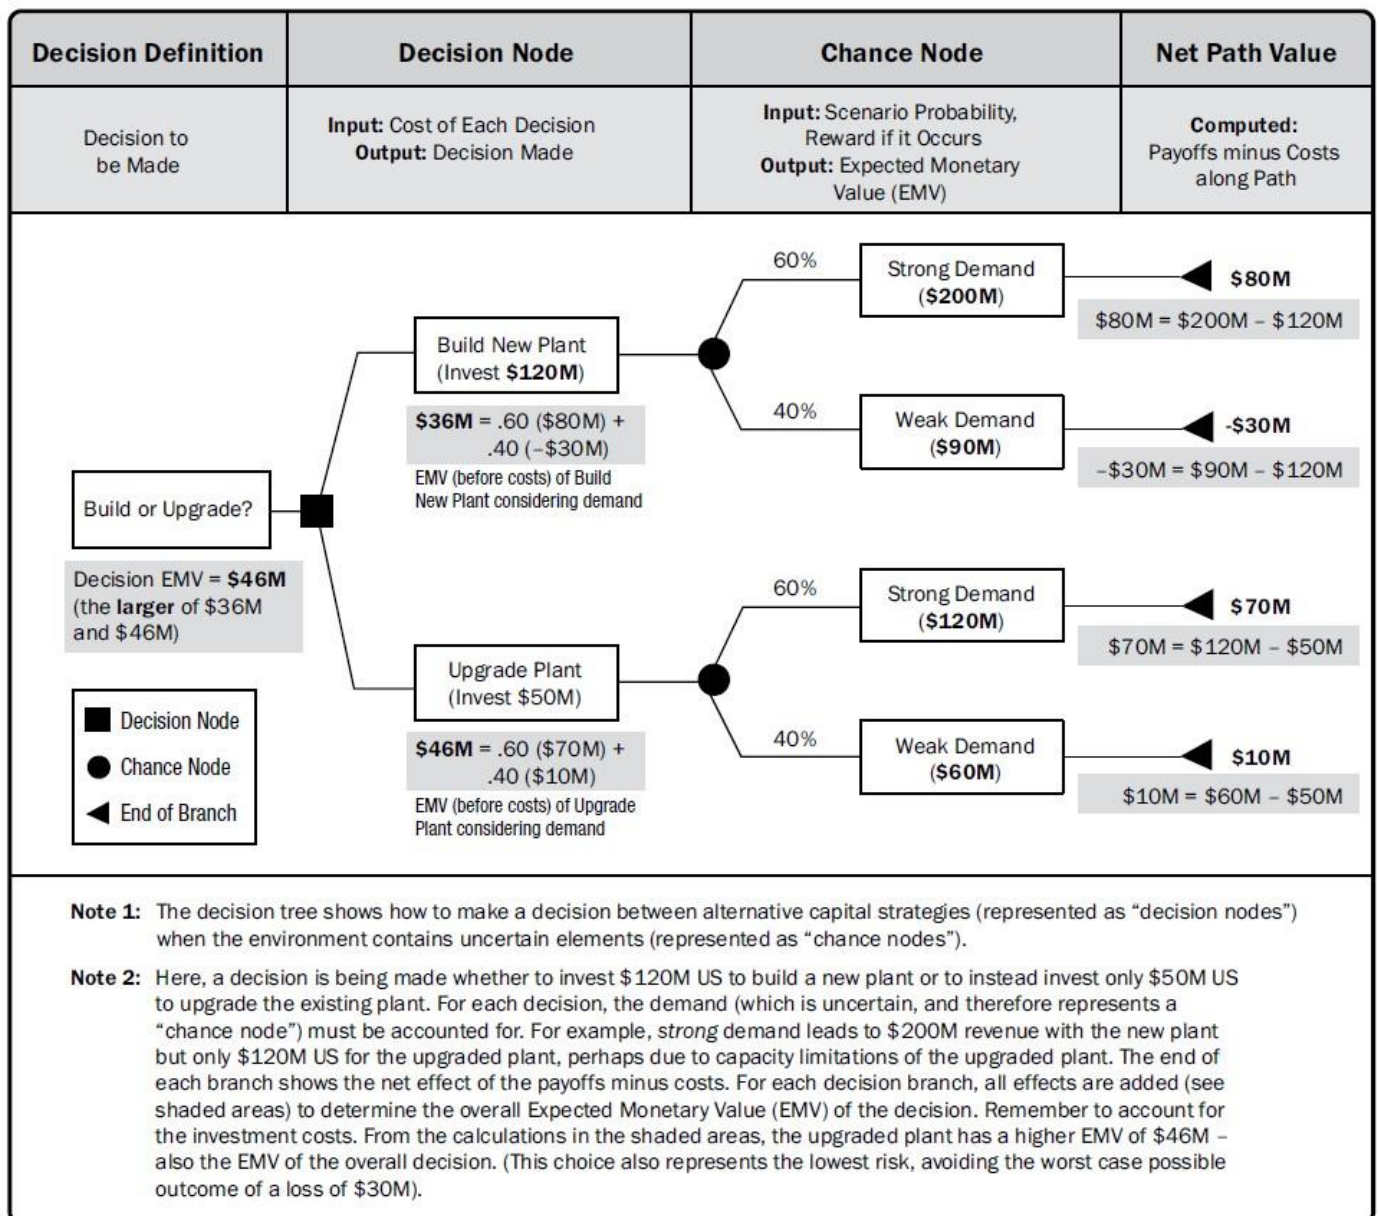 Decision Definition
Decision Node
Chance Node
Net Path Value
Decision to
be Made
Input: Cost of Each Decision
Output: Decision Made
Input: Scenario Probability,
Reward if it Occurs
Output: Expected Monetary
Value (EMV)
Computed:
Payoffs minus Costs
along Path
Build or Upgrade?
Decision EMV = $46M
(the larger of $36M
and $46M)
Build New Plant
(Invest $120M)
$36M = .60 ($80M) +
.40 (–$30M)
EMV (before costs) of Build
New Plant considering demand
60%
Strong Demand
($200M)
$80M
$80M = $200M – $120M
40%
Weak Demand
($90M)
-$30M
–$30M = $90M – $120M
Upgrade Plant
(Invest $50M)
$46M = .60 ($70M) +
.40 ($10M)
EMV (before costs) of Upgrade
Plant considering demand
60%
Strong Demand
($120M)
$70M
$70M = $120M – $50M
40%
Weak Demand
($60M)
$10M
$10M = $60M – $50M
Decision Node
Chance Node
End of Branch
Note 1: The decision tree shows how to make a decision between alternative capital strategies (represented as “decision nodes”)
when the environment contains uncertain elements (represented as “chance nodes”).
Note 2: Here, a decision is being made whether to invest $120M US to build a new plant or to instead invest only $50M US
to upgrade the existing plant. For each decision, the demand (which is uncertain, and therefore represents a
“chance node”) must be accounted for. For example, strong demand leads to $200M revenue with the new plant
but only $120M US for the upgraded plant, perhaps due to capacity limitations of the upgraded plant. The end of
each branch shows the net effect of the payoffs minus costs. For each decision branch, all effects are added (see
shaded areas) to determine the overall Expected Monetary Value (EMV) of the decision. Remember to account for
the investment costs. From the calculations in the shaded areas, the upgraded plant has a higher EMV of $46M –
also the EMV of the overall decision. (This choice also represents the lowest risk, avoiding the worst case possible
outcome of a loss of $30M).